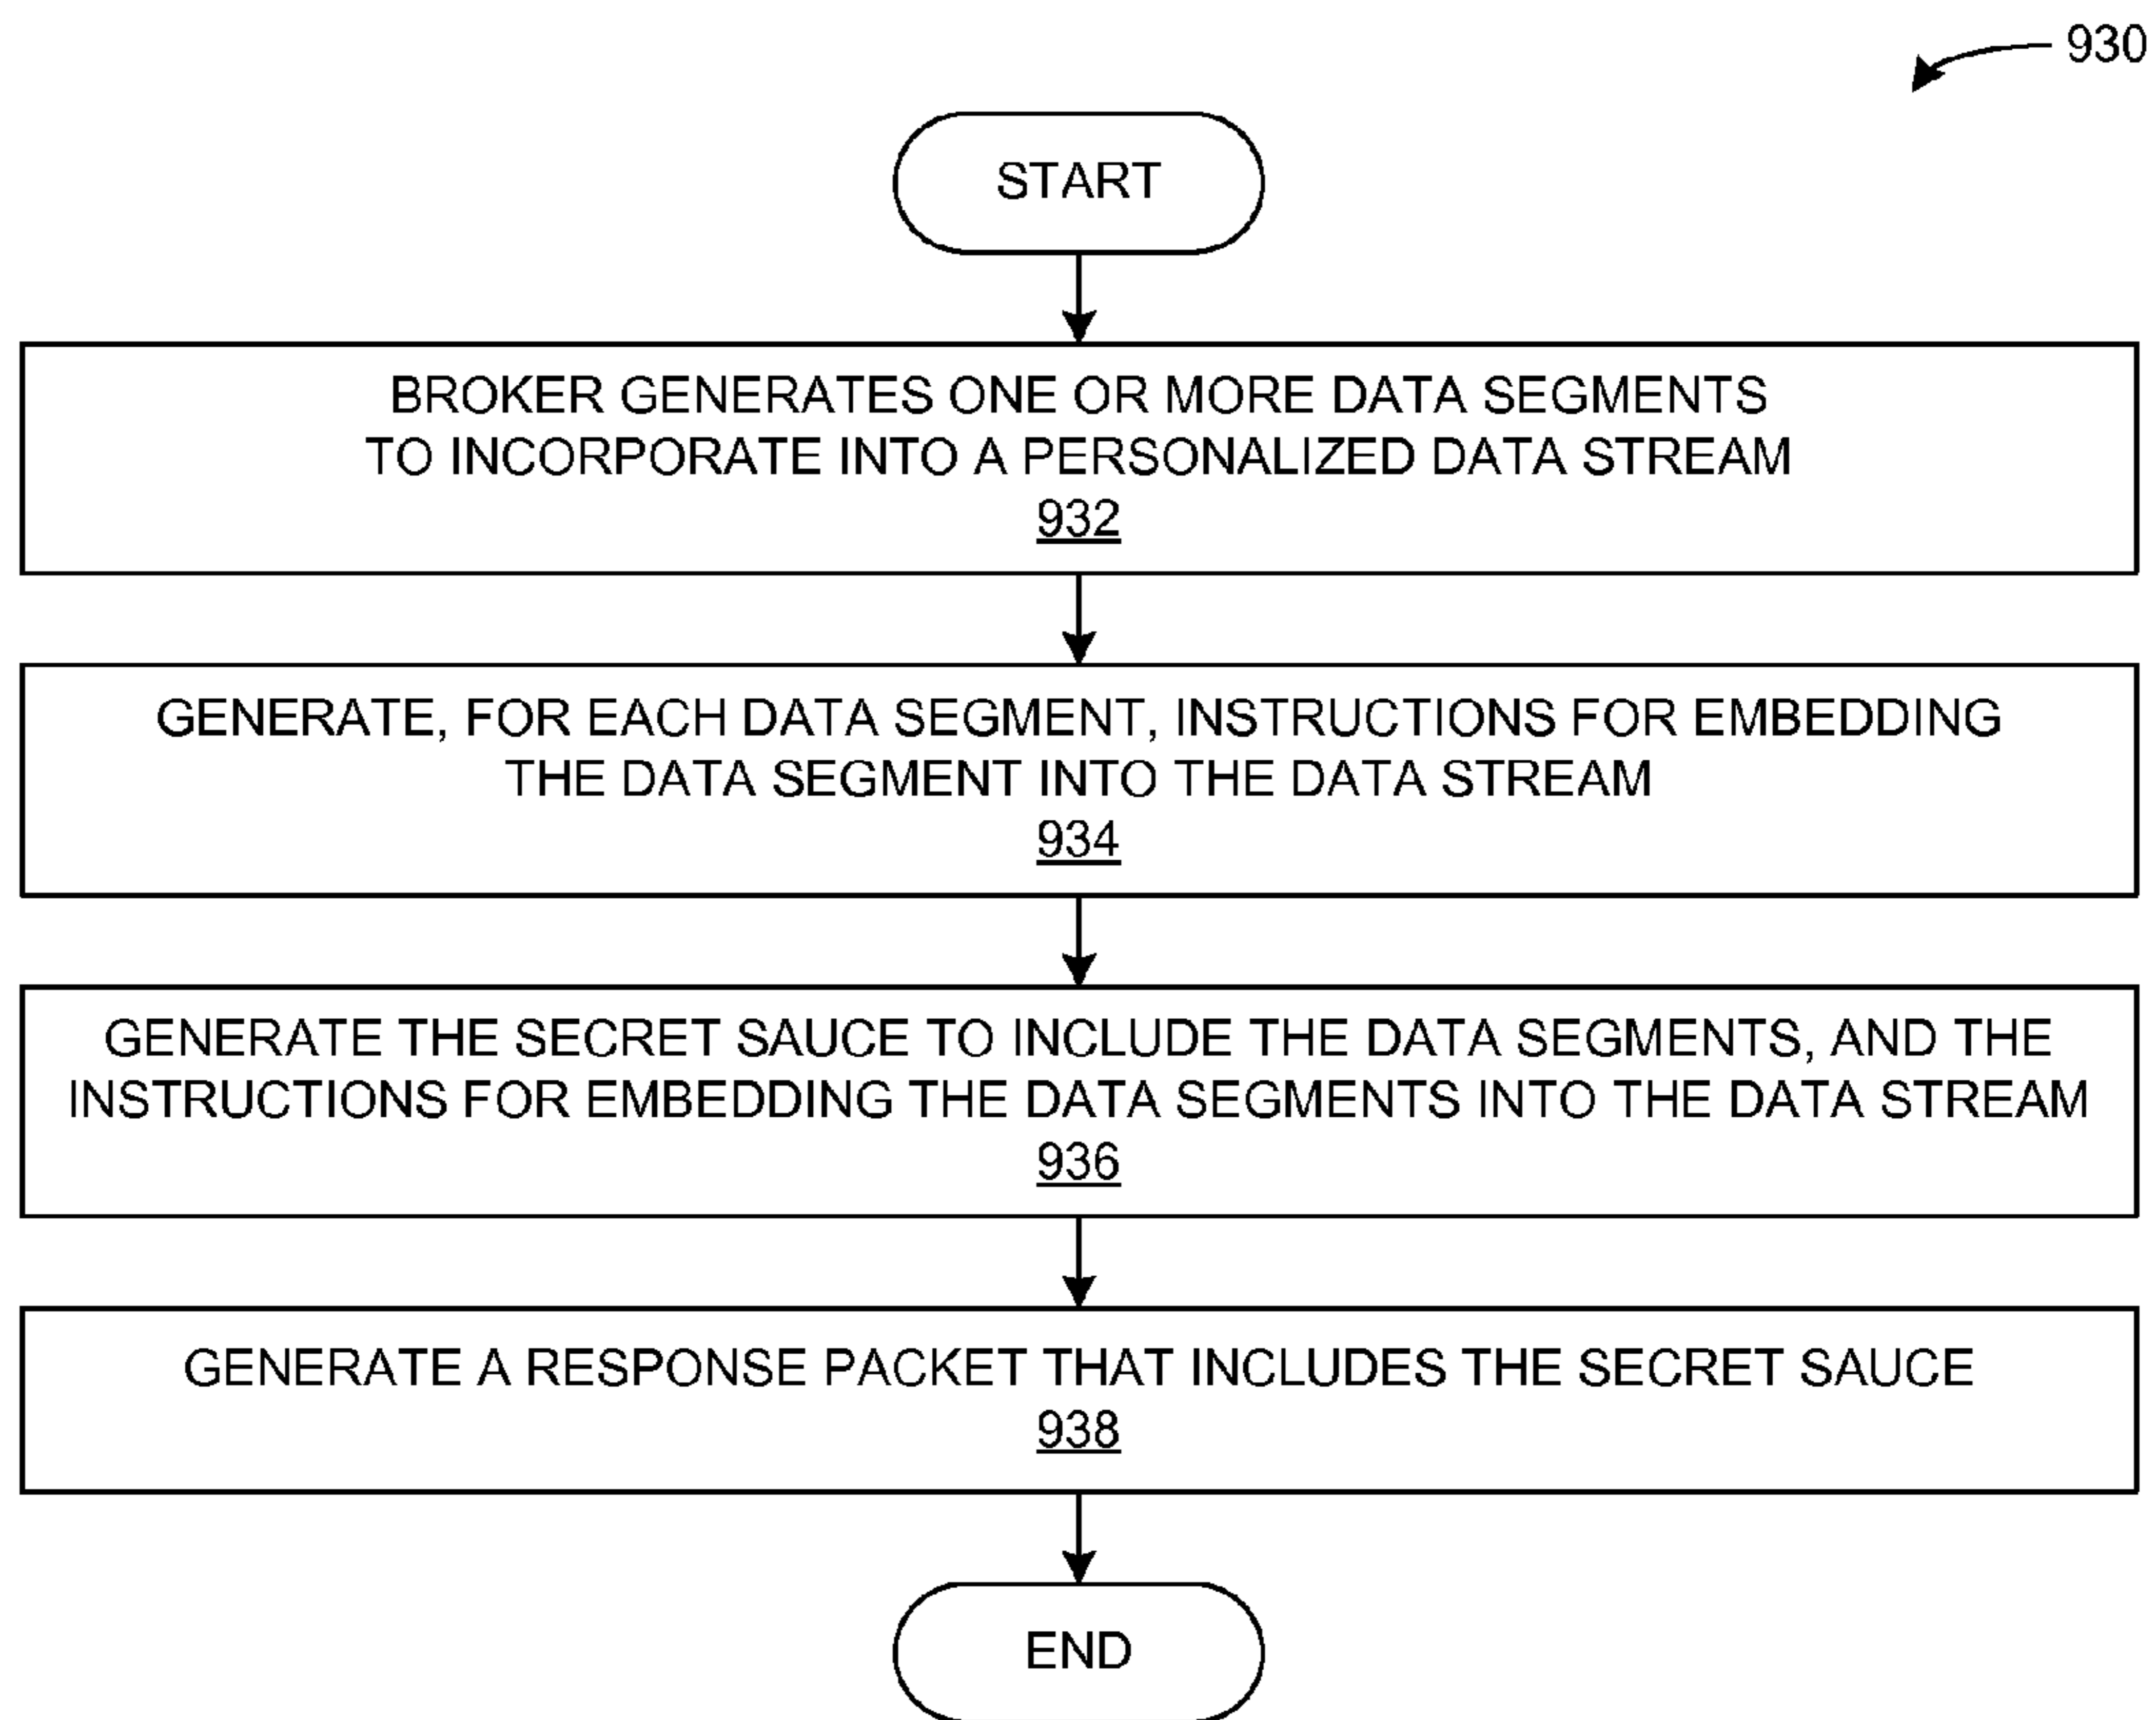 930
START
BROKER GENERATES ONE OR MORE DATA SEGMENTS
TO INCORPORATE INTO A PERSONALIZED DATA STREAM
932
GENERATE, FOR EACH DATA SEGMENT, INSTRUCTIONS FOR EMBEDDING
THE DATA SEGMENT INTO THE DATA STREAM
934
GENERATE THE SECRET SAUCE TO INCLUDE THE DATA SEGMENTS, AND THE
INSTRUCTIONS FOR EMBEDDING THE DATA SEGMENTS INTO THE DATA STREAM
936
GENERATE A RESPONSE PACKET THAT INCLUDES THE SECRET SAUCE
938
END